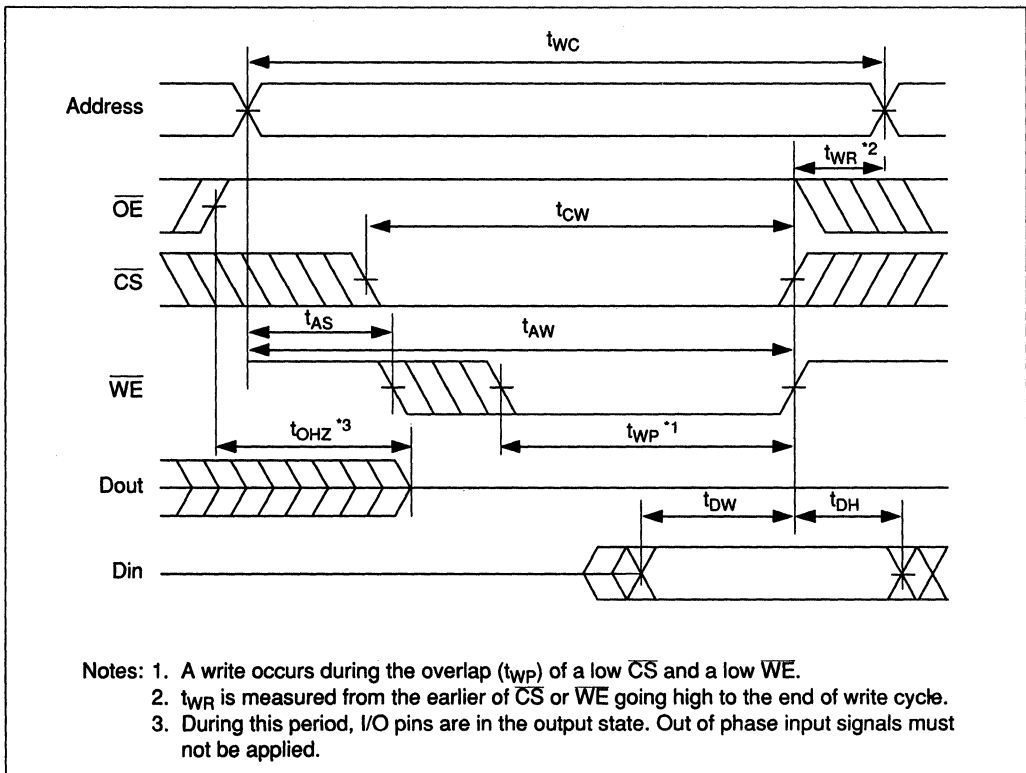 tWC
Address
tWR *2
OE
tCW
CS
tAS
tAW
WE
tOHZ *3
tWP *1
Dout
tDW
tDH
Din
Notes: 1. A write occurs during the overlap (tWP) of a low CS and a low WE.
2. tWR is measured from the earlier of CS or WE going high to the end of write cycle.
3. During this period, I/O pins are in the output state. Out of phase input signals must
not be applied.